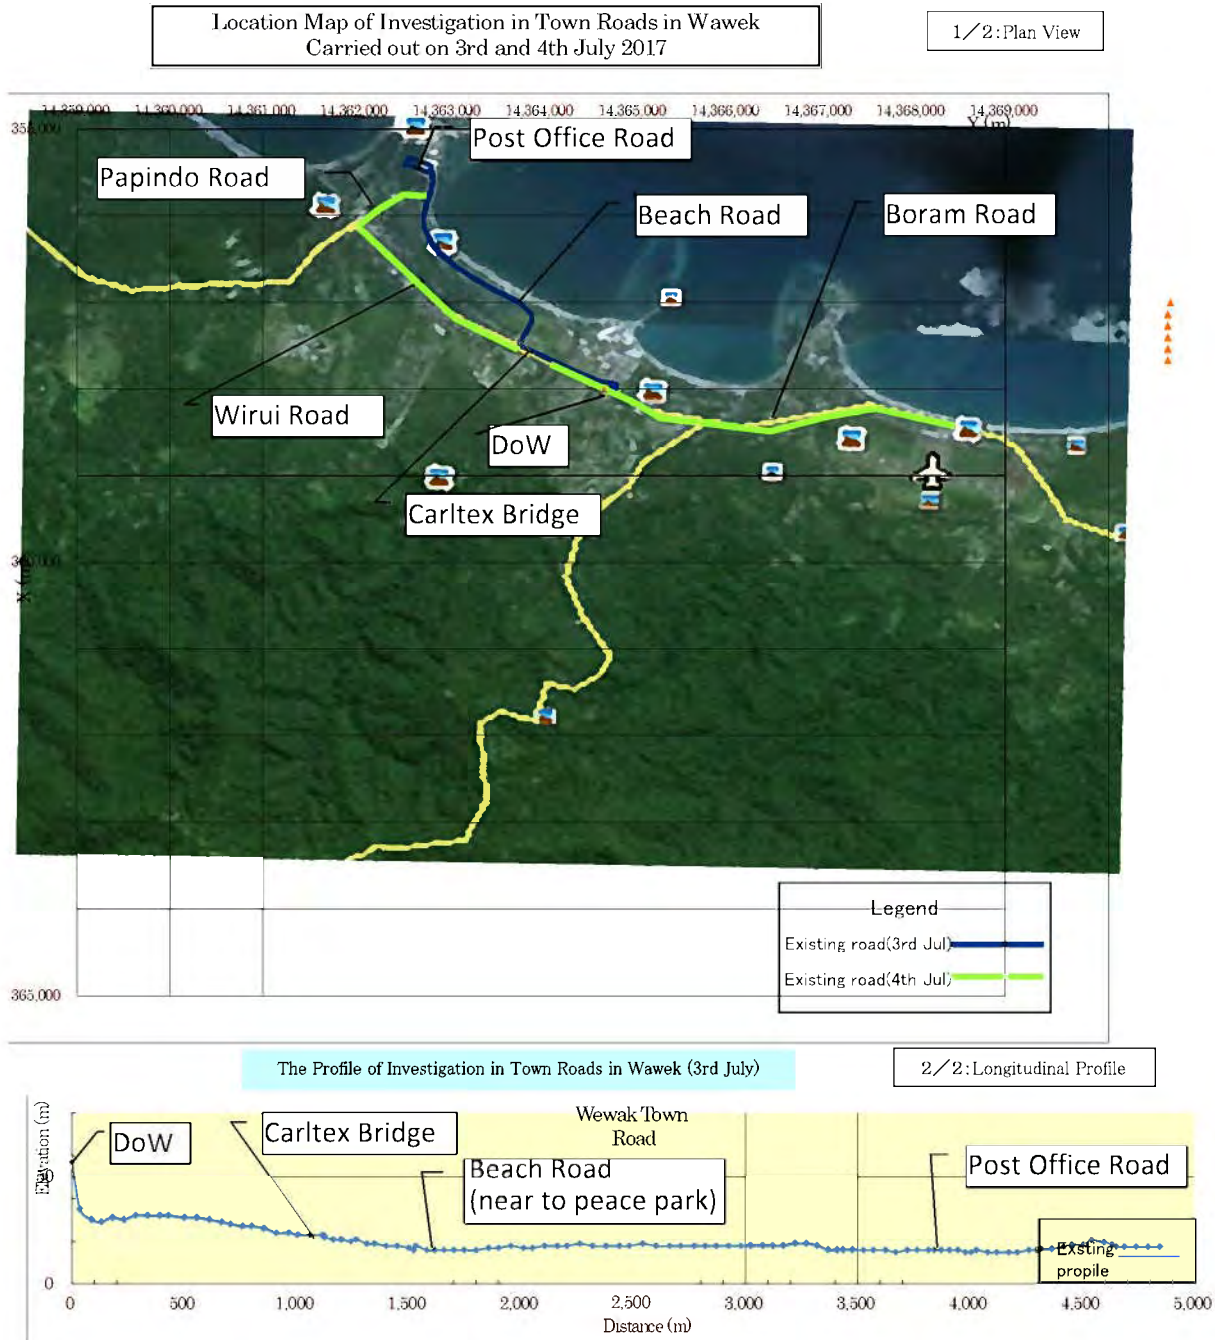 Location Map of Investigation in Town Roads in Wawek
Carried out on 3rd and 4th July 2017
1/2:Plan View
14,359,000 14,360,000 14,361,000 14,362,000 14,363,000 14,364,000 14,365,000 14,366,000 14,367,000 14,368,000 14,369,000
Y (m)
Post Office Road
Papindo Road
Beach Road
Boram Road
Wirui Road
DoW
Carltex Bridge
365,000
Legend
Existing road(3rd Jul)
Existing road(4th Jul)
The Profile of Investigation in Town Roads in Wawek (3rd July)
2/2:Longitudinal Profile
Wewak Town
Road
DoW
Carltex Bridge
Beach Road
(near to peace park)
Post Office Road
Exsting
propile
0
0 500 1,000 1,500 2,000 2,500 3,000 3,500 4,000 4,500 5,000
Distance (m)